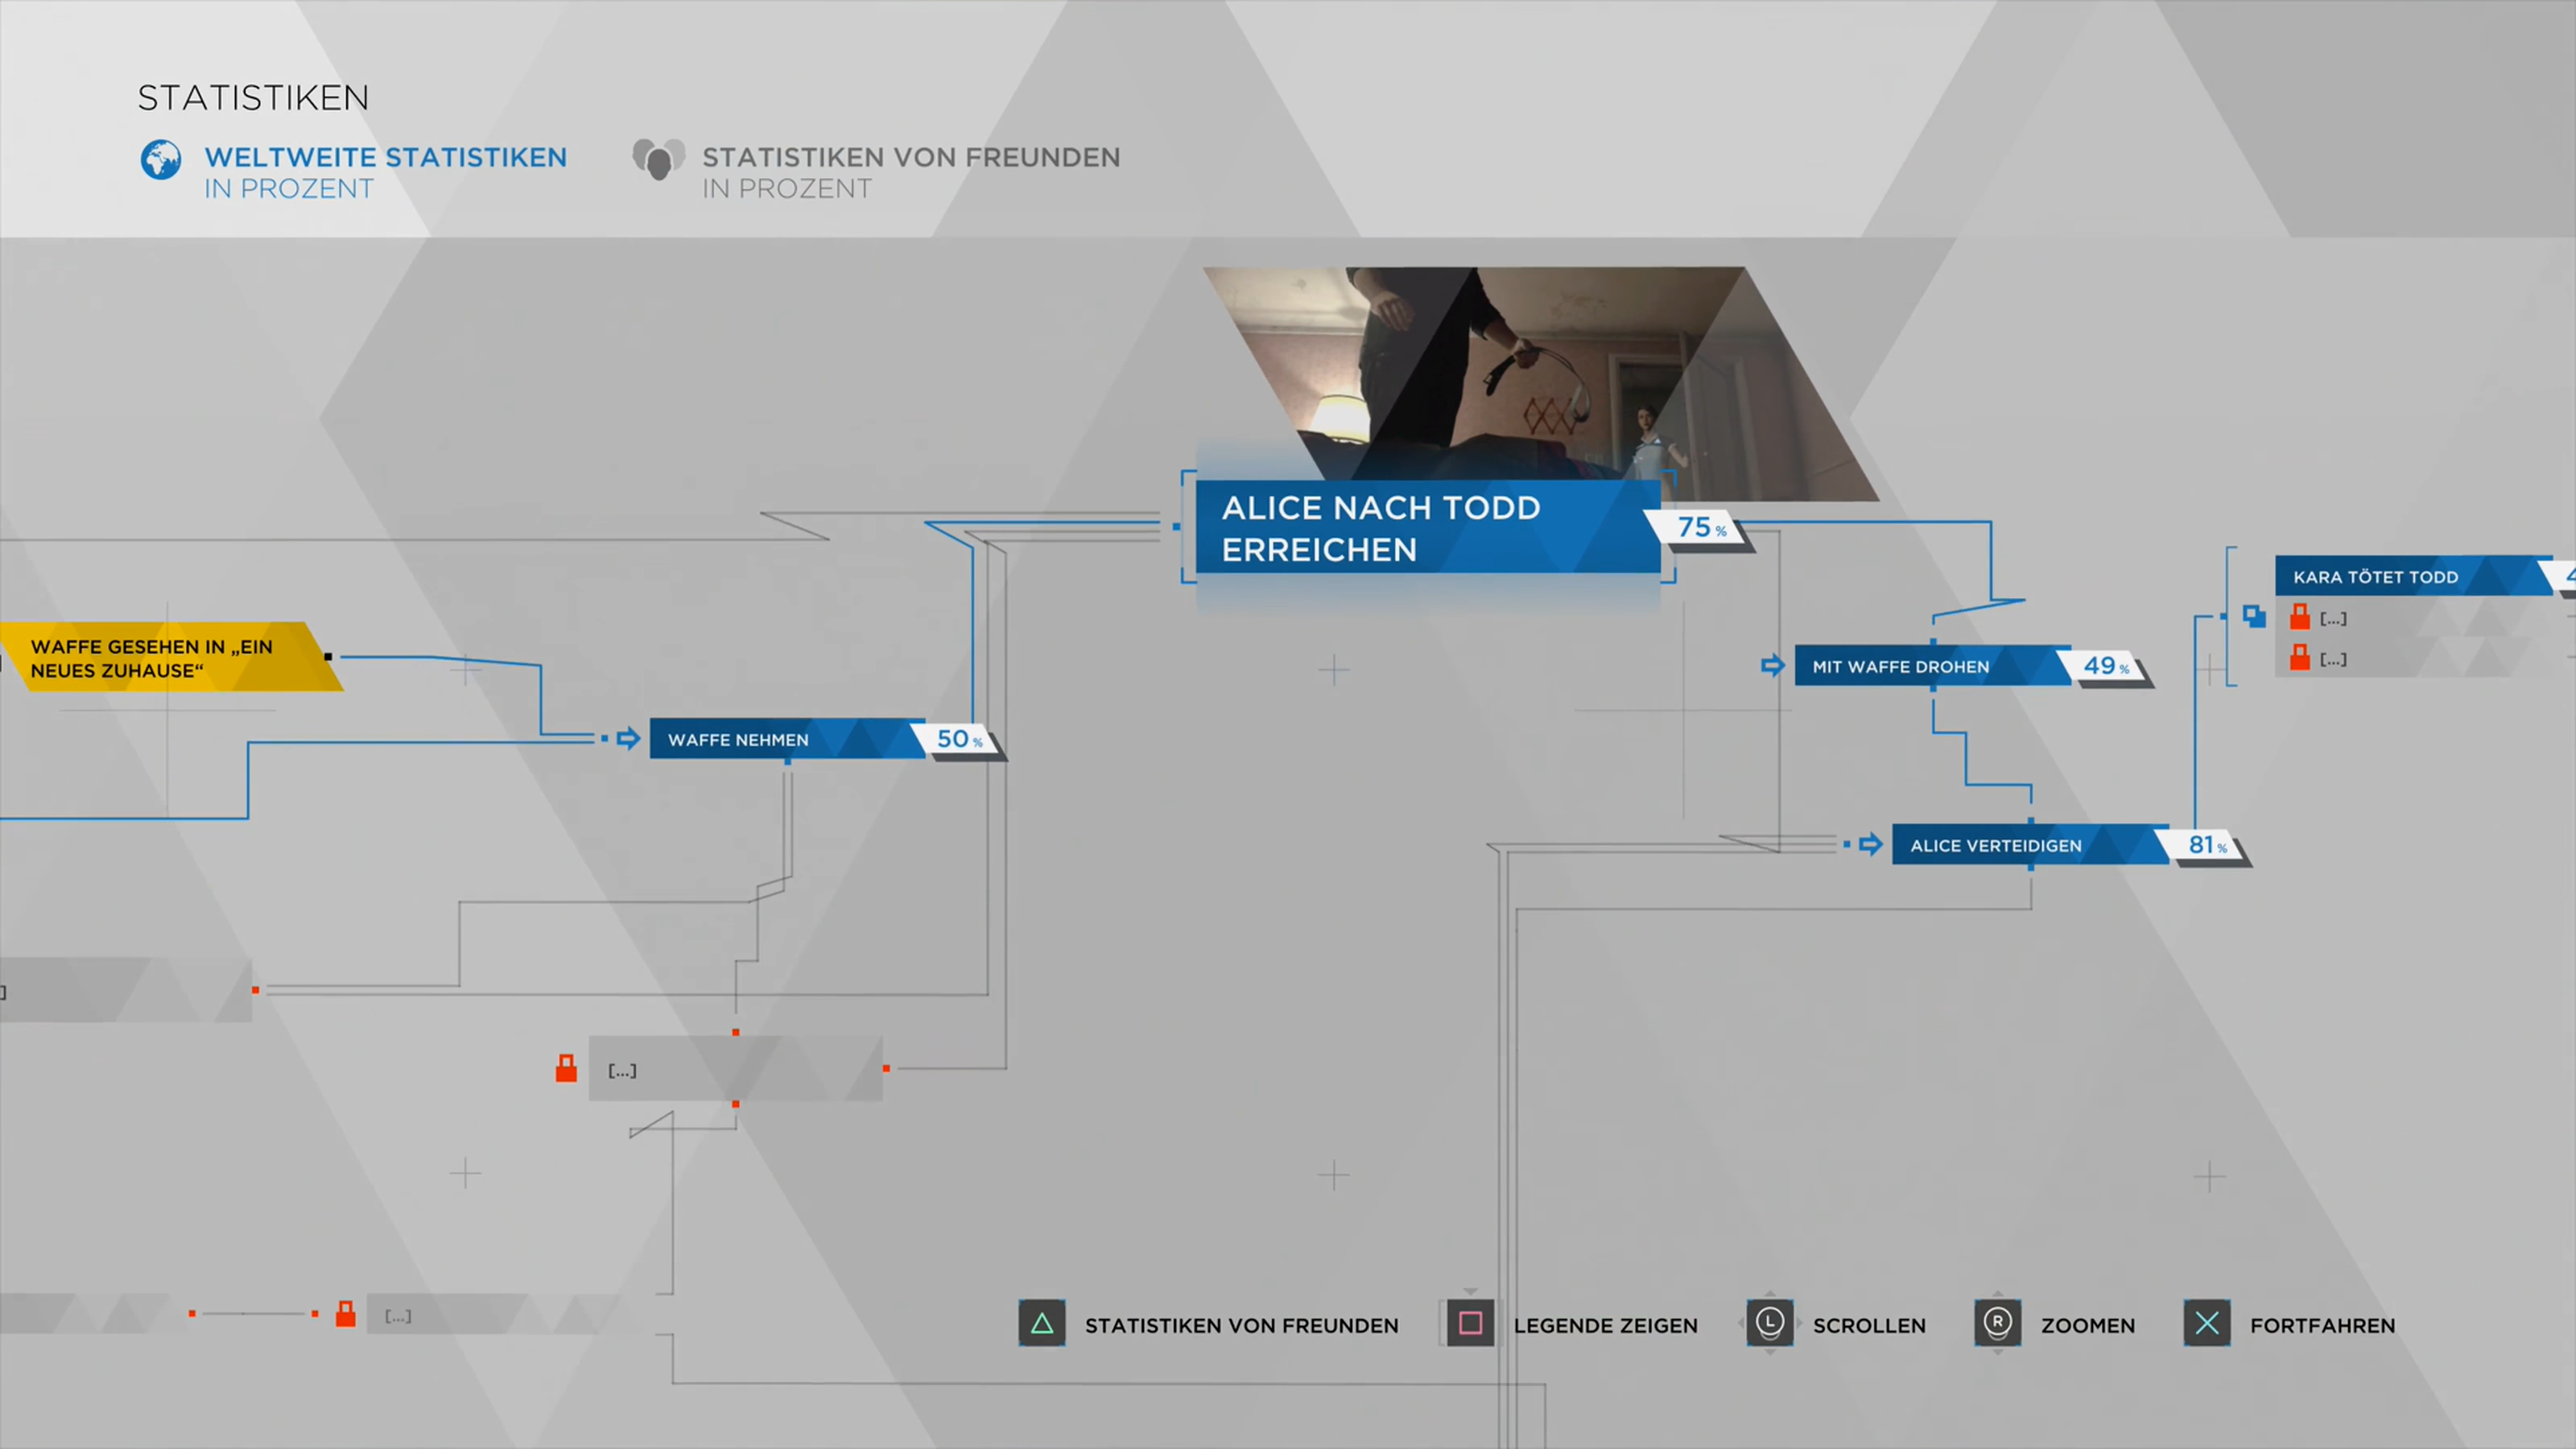 STATISTIKEN
WELTWEITE STATISTIKEN
IN PROZENT
STATISTIKEN VON FREUNDEN
IN PROZENT
ALICE NACH TODD
ERREICHEN
75%
KARA TÖTET TODD
[...]
[...]
WAFFE GESEHEN IN „EIN
NEUES ZUHAUSE“
MIT WAFFE DROHEN
49%
WAFFE NEHMEN
50%
ALICE VERTEIDIGEN
81%
[...]
[...]
STATISTIKEN VON FREUNDEN
LEGENDE ZEIGEN
L
SCROLLEN
R
ZOOMEN
FORTFAHREN